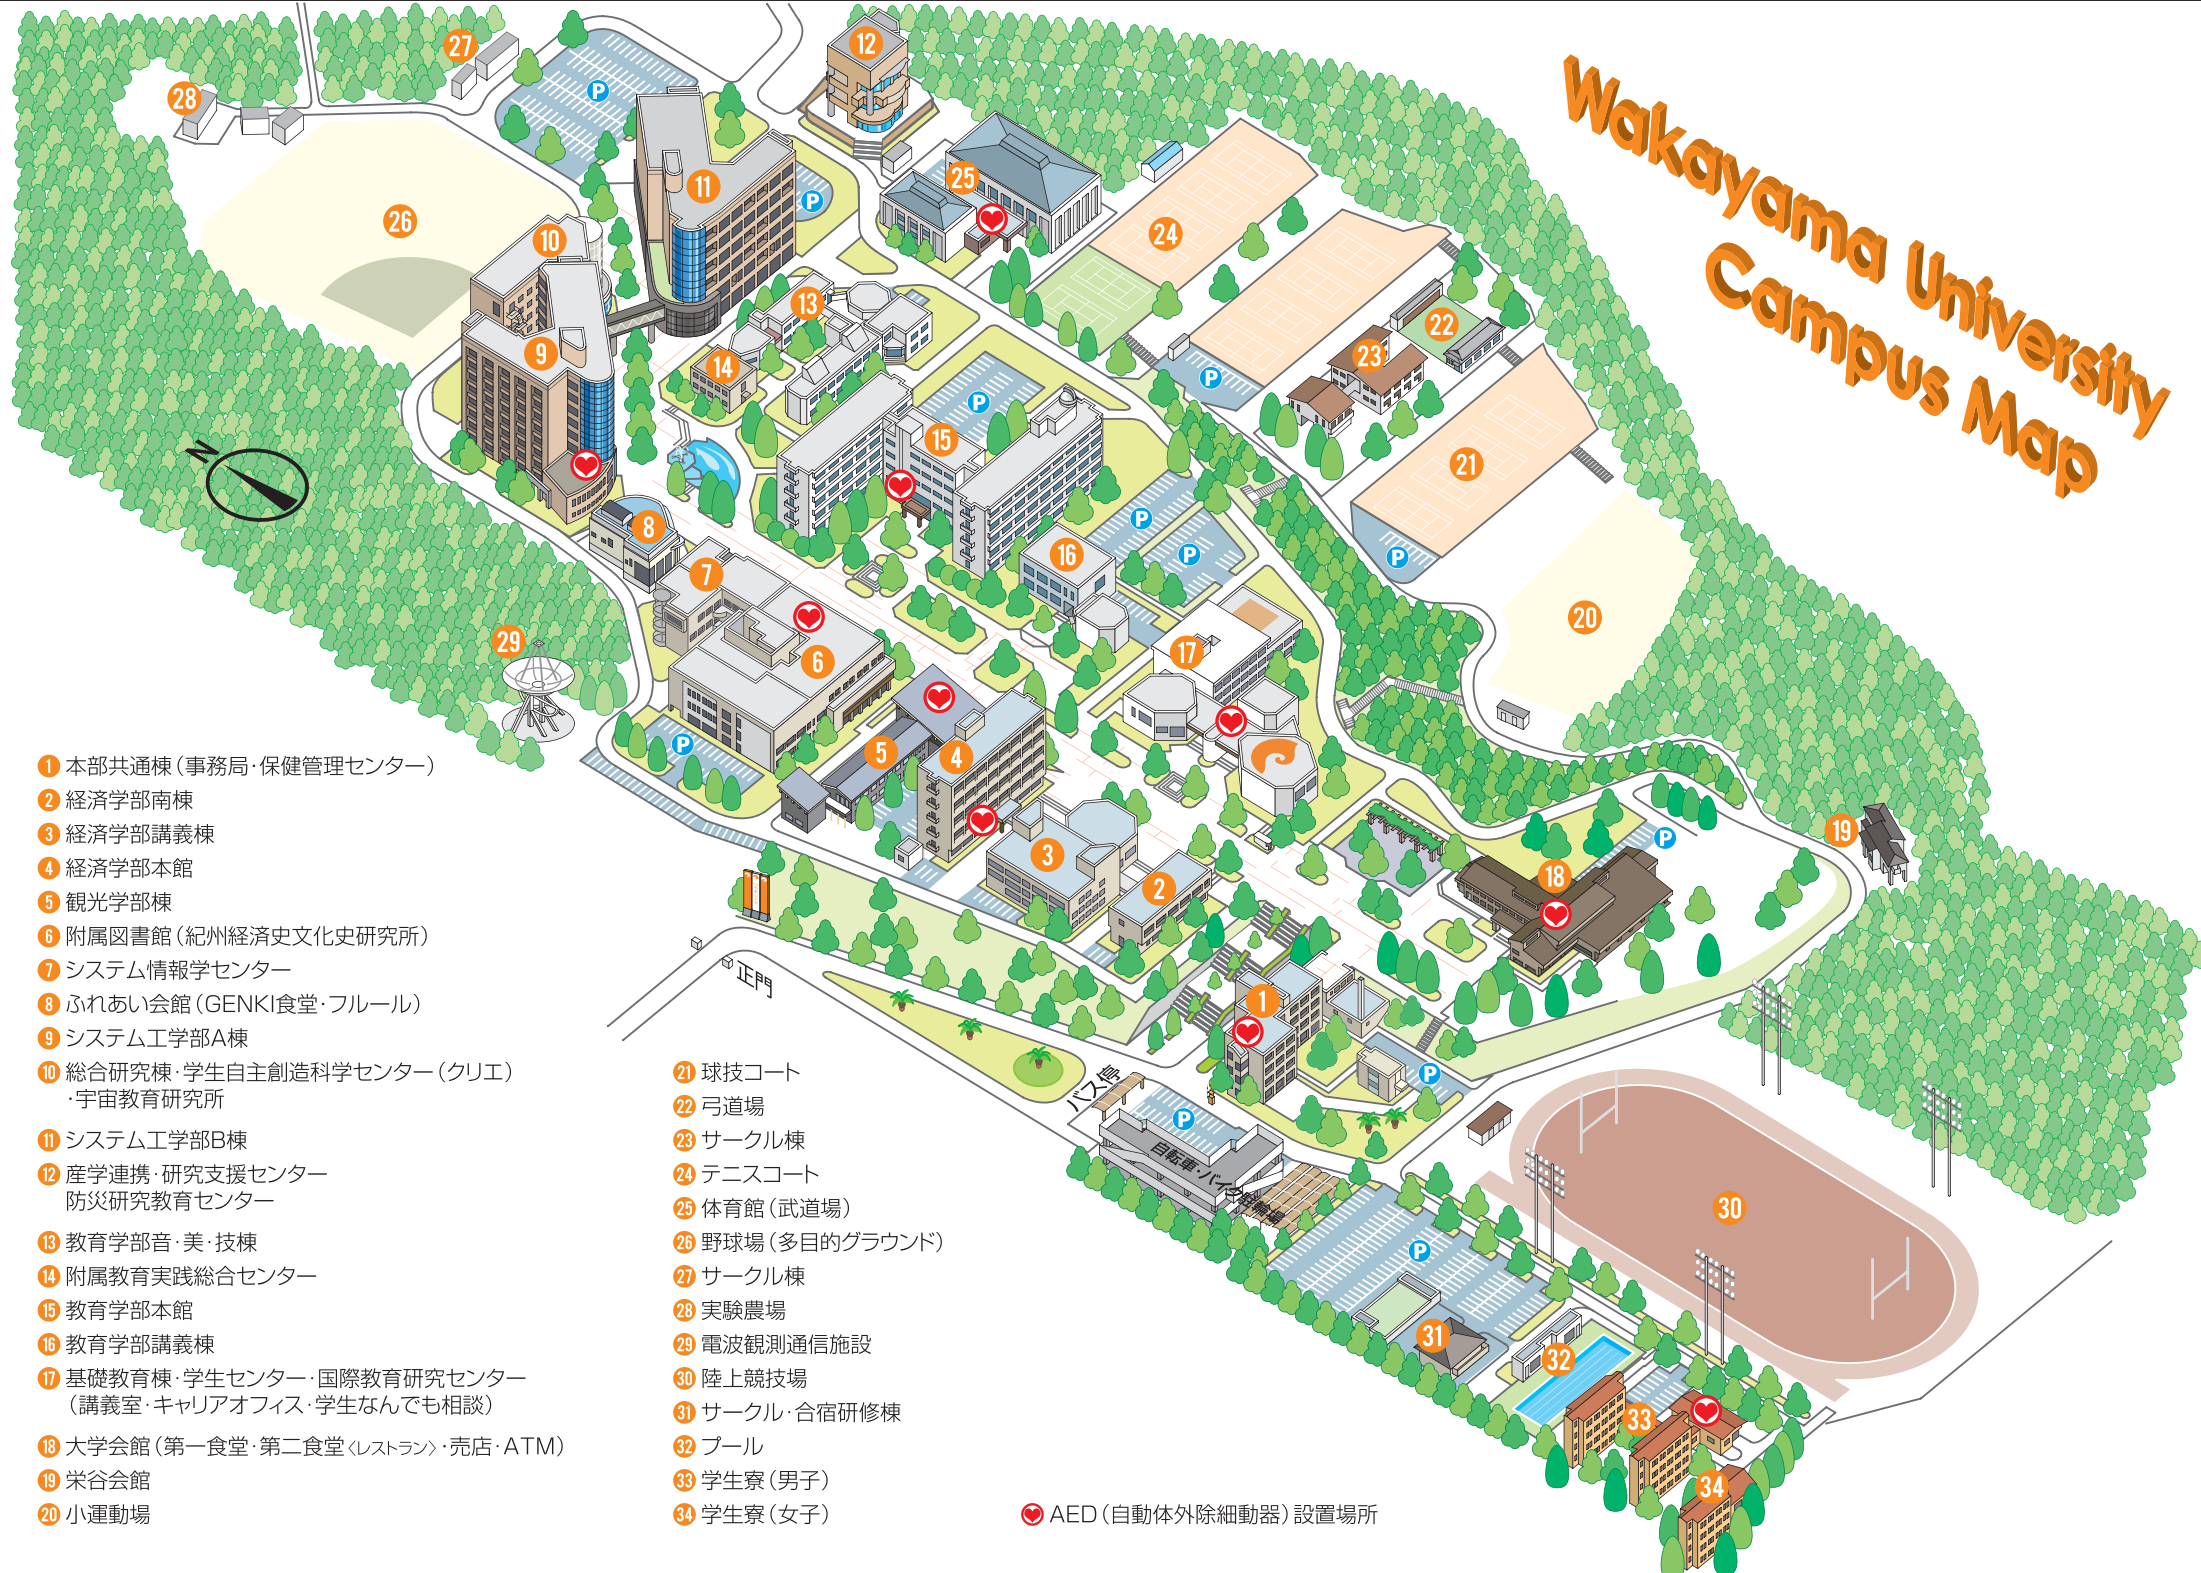 Wakayama University
Campus Map
N
正門
バス停
自転車・バイク駐輪場
1 本部共通棟（事務局・保健管理センター）
2 経済学部南棟
3 経済学部講義棟
4 経済学部本館
5 観光学部棟
6 附属図書館（紀州経済史文化史研究所）
7 システム情報学センター
8 ふれあい会館（GENKI食堂・フルール）
9 システム工学部A棟
10 総合研究棟・学生自主創造科学センター（クリエ）
・宇宙教育研究所
11 システム工学部B棟
12 産学連携・研究支援センター
防災研究教育センター
13 教育学部音・美・技棟
14 附属教育実践総合センター
15 教育学部本館
16 教育学部講義棟
17 基礎教育棟・学生センター・国際教育研究センター
（講義室・キャリアオフィス・学生なんでも相談）
18 大学会館（第一食堂・第二食堂〈レストラン〉・売店・ATM）
19 栄谷会館
20 小運動場
21 球技コート
22 弓道場
23 サークル棟
24 テニスコート
25 体育館（武道場）
26 野球場（多目的グラウンド）
27 サークル棟
28 実験農場
29 電波観測通信施設
30 陸上競技場
31 サークル・合宿研修棟
32 プール
33 学生寮（男子）
34 学生寮（女子）
AED（自動体外除細動器）設置場所